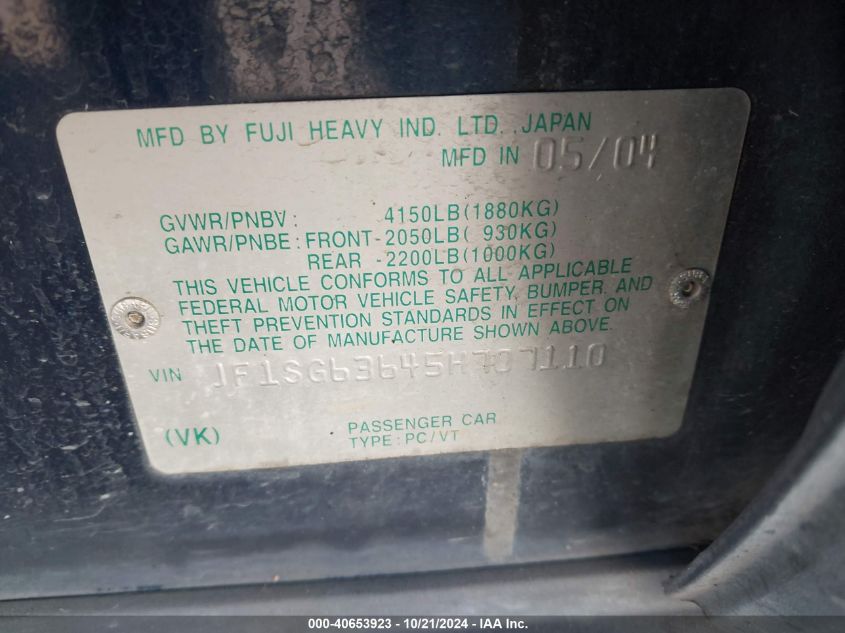 MFD BY FUJI HEAVY IND. LTD. JAPAN
MFD IN 05/04
GVWR/PNBV : 4150LB(1880KG)
GAWR/PNBE : FRONT-2050LB( 930KG)
REAR -2200LB(1000KG)
THIS VEHICLE CONFORMS TO ALL APPLICABLE
FEDERAL MOTOR VEHICLE SAFETY, BUMPER, AND
THEFT PREVENTION STANDARDS IN EFFECT ON
THE DATE OF MANUFACTURE SHOWN ABOVE.
VIN JF1SG63645H707110
(VK)
PASSENGER CAR
TYPE : PC/VT
000-40653923 - 10/21/2024 - IAA Inc.